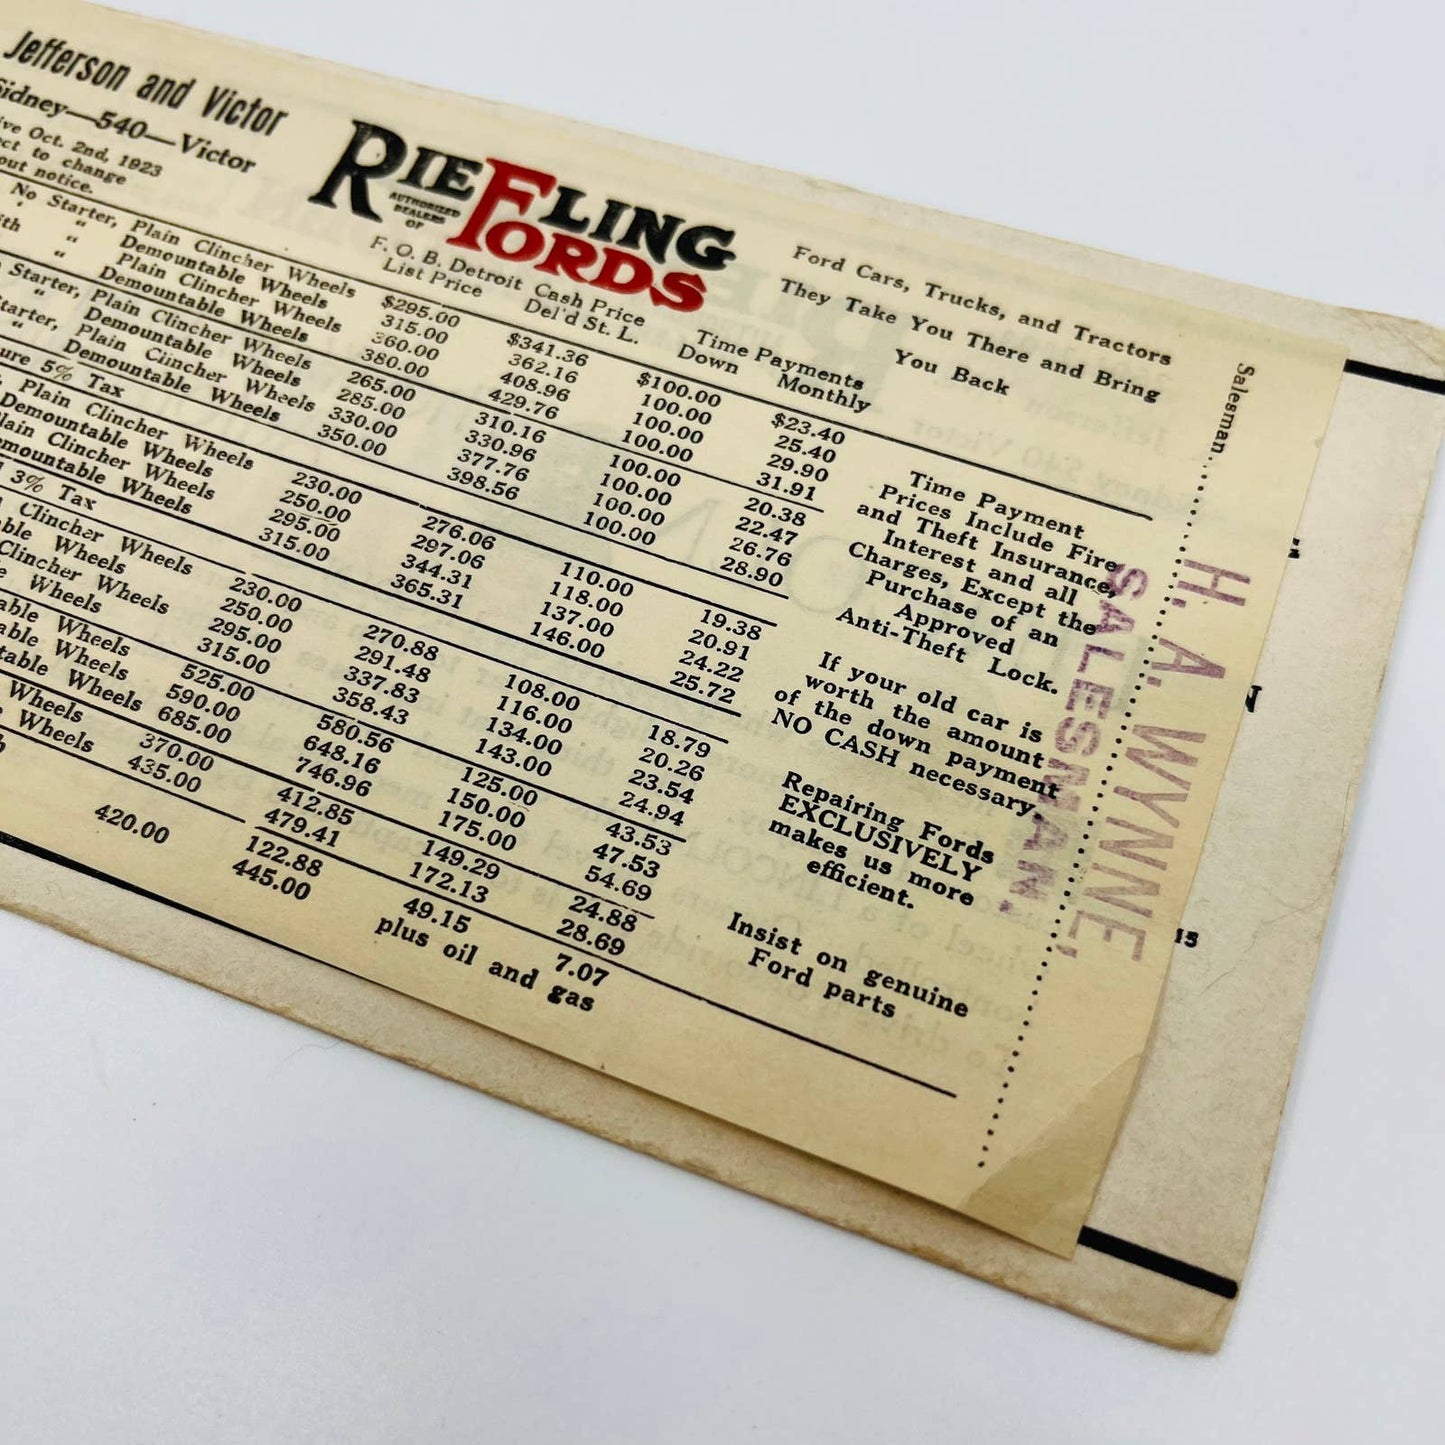 Jefferson and Victor
Sidney—540—Victor
Oct. 2nd, 1923
to change
notice.
RIEFLING
AUTHORIZED
DEALERS
OF
FORDS
Ford Cars, Trucks, and Tractors
They Take You There and Bring
You Back
F. O. B. Detroit Cash Price
List Price Del'd St. L. Time Payments
Down Monthly
No Starter, Plain Clincher Wheels $295.00 $341.36 $100.00 $23.40
" " Demountable Wheels 315.00 362.16 100.00 25.40
" Plain Clincher Wheels 360.00 408.96 100.00 29.90
" Demountable Wheels 380.00 429.76 100.00 31.91
Starter, Plain Clincher Wheels 265.00 310.16 100.00 20.38
" Demountable Wheels 285.00 330.96 100.00 22.47
Starter, Plain Clincher Wheels 330.00 377.76 100.00 26.76
" Demountable Wheels 350.00 398.56 100.00 28.90
5% Tax
Plain Clincher Wheels 230.00 276.06 110.00 19.38
Demountable Wheels 250.00 297.06 118.00 20.91
Plain Clincher Wheels 295.00 344.31 137.00 24.22
Demountable Wheels 315.00 365.31 146.00 25.72
3% Tax
Clincher Wheels 230.00 270.88 108.00 18.79
Wheels 250.00 291.48 116.00 20.26
Clincher Wheels 295.00 337.83 134.00 23.54
Wheels 315.00 358.43 143.00 24.94
Wheels 525.00 580.56 125.00 43.53
Wheels 590.00 648.16 150.00 47.53
Wheels 685.00 746.96 175.00 54.69
Wheels 370.00 412.85 149.29 24.88
Wheels 435.00 479.41 172.13 28.69
122.88
420.00 445.00 49.15 7.07
plus oil and gas
Time Payment
Prices Include Fire
and Theft Insurance,
Interest and all
Charges, Except the
Purchase of an
Approved
Anti-Theft Lock.
If your old car is
worth the amount
of the down payment
NO CASH necessary.
Repairing Fords
EXCLUSIVELY
makes us more
efficient.
Insist on genuine
Ford parts
Salesman
H. A. WYNNE,
SALESMAN.
15